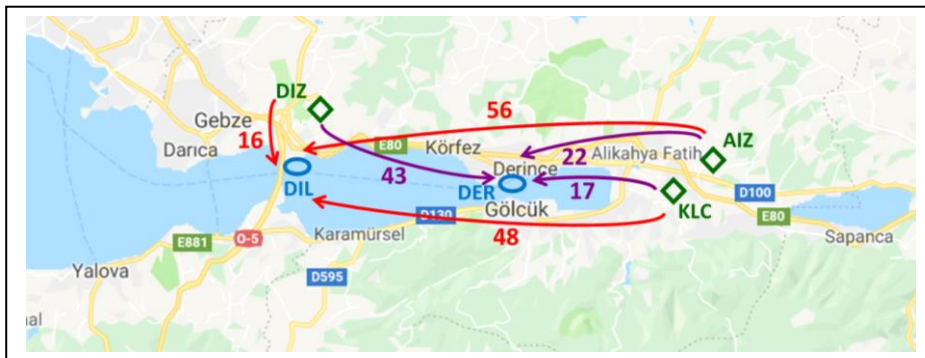 DIZ
56
Gebze
16
E80
Körfez
22
Alikahya Fatih
AIZ
Darıca
Derince
DIL
43
DER
17
D100
KLC
D130
Gölcük
E80
E881
O-5
Karamürsel
48
Sapanca
Yalova
D595
nal